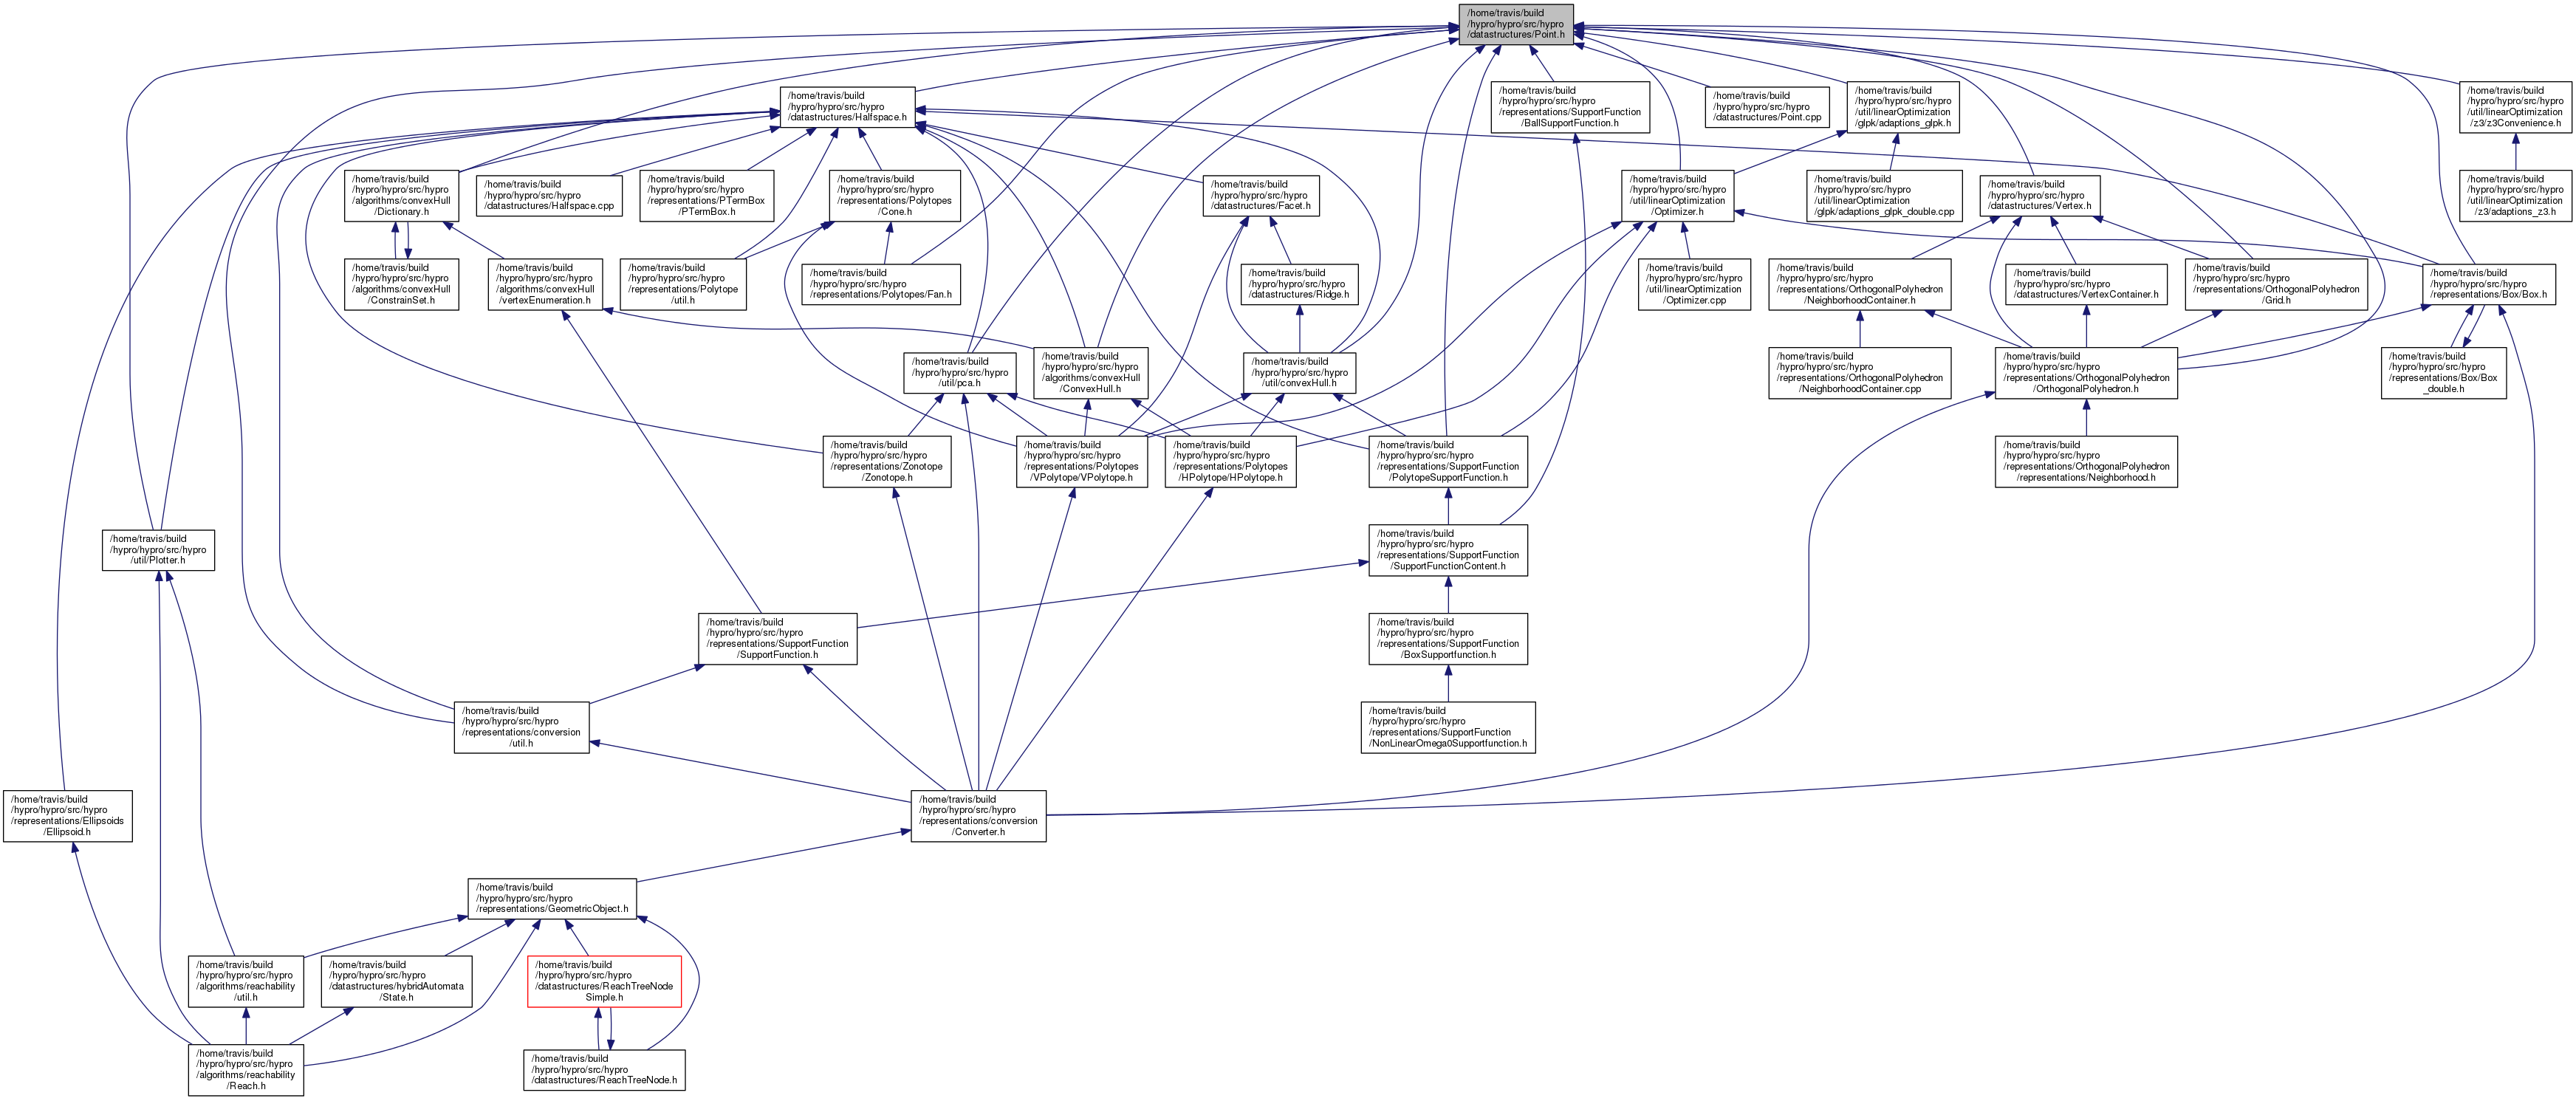 /home/travis/build
/hypro/hypro/src/hypro
/datastructures/Point.h
/home/travis/build
/hypro/hypro/src/hypro
/datastructures/Halfspace.h
/home/travis/build
/hypro/hypro/src/hypro
/representations/SupportFunction
/BallSupportFunction.h
/home/travis/build
/hypro/hypro/src/hypro
/datastructures/Point.cpp
/home/travis/build
/hypro/hypro/src/hypro
/util/linearOptimization
/glpk/adaptions_glpk.h
/home/travis/build
/hypro/hypro/src/hypro
/util/linearOptimization
/z3/z3Convenience.h
/home/travis/build
/hypro/hypro/src/hypro
/algorithms/convexHull
/Dictionary.h
/home/travis/build
/hypro/hypro/src/hypro
/datastructures/Halfspace.cpp
/home/travis/build
/hypro/hypro/src/hypro
/representations/PTermBox
/PTermBox.h
/home/travis/build
/hypro/hypro/src/hypro
/representations/Polytopes
/Cone.h
/home/travis/build
/hypro/hypro/src/hypro
/datastructures/Facet.h
/home/travis/build
/hypro/hypro/src/hypro
/util/linearOptimization
/Optimizer.h
/home/travis/build
/hypro/hypro/src/hypro
/util/linearOptimization
/glpk/adaptions_glpk_double.cpp
/home/travis/build
/hypro/hypro/src/hypro
/datastructures/Vertex.h
/home/travis/build
/hypro/hypro/src/hypro
/util/linearOptimization
/z3/adaptions_z3.h
/home/travis/build
/hypro/hypro/src/hypro
/algorithms/convexHull
/ConstrainSet.h
/home/travis/build
/hypro/hypro/src/hypro
/algorithms/convexHull
/vertexEnumeration.h
/home/travis/build
/hypro/hypro/src/hypro
/representations/Polytope
/util.h
/home/travis/build
/hypro/hypro/src/hypro
/representations/Polytopes/Fan.h
/home/travis/build
/hypro/hypro/src/hypro
/datastructures/Ridge.h
/home/travis/build
/hypro/hypro/src/hypro
/util/linearOptimization
/Optimizer.cpp
/home/travis/build
/hypro/hypro/src/hypro
/representations/OrthogonalPolyhedron
/NeighborhoodContainer.h
/home/travis/build
/hypro/hypro/src/hypro
/datastructures/VertexContainer.h
/home/travis/build
/hypro/hypro/src/hypro
/representations/OrthogonalPolyhedron
/Grid.h
/home/travis/build
/hypro/hypro/src/hypro
/representations/Box/Box.h
/home/travis/build
/hypro/hypro/src/hypro
/util/pca.h
/home/travis/build
/hypro/hypro/src/hypro
/algorithms/convexHull
/ConvexHull.h
/home/travis/build
/hypro/hypro/src/hypro
/util/convexHull.h
/home/travis/build
/hypro/hypro/src/hypro
/representations/OrthogonalPolyhedron
/NeighborhoodContainer.cpp
/home/travis/build
/hypro/hypro/src/hypro
/representations/OrthogonalPolyhedron
/OrthogonalPolyhedron.h
/home/travis/build
/hypro/hypro/src/hypro
/representations/Box/Box
_double.h
/home/travis/build
/hypro/hypro/src/hypro
/representations/Zonotope
/Zonotope.h
/home/travis/build
/hypro/hypro/src/hypro
/representations/Polytopes
/VPolytope/VPolytope.h
/home/travis/build
/hypro/hypro/src/hypro
/representations/Polytopes
/HPolytope/HPolytope.h
/home/travis/build
/hypro/hypro/src/hypro
/representations/SupportFunction
/PolytopeSupportFunction.h
/home/travis/build
/hypro/hypro/src/hypro
/representations/OrthogonalPolyhedron
/representations/Neighborhood.h
/home/travis/build
/hypro/hypro/src/hypro
/util/Plotter.h
/home/travis/build
/hypro/hypro/src/hypro
/representations/SupportFunction
/SupportFunctionContent.h
/home/travis/build
/hypro/hypro/src/hypro
/representations/SupportFunction
/SupportFunction.h
/home/travis/build
/hypro/hypro/src/hypro
/representations/SupportFunction
/BoxSupportfunction.h
/home/travis/build
/hypro/hypro/src/hypro
/representations/conversion
/util.h
/home/travis/build
/hypro/hypro/src/hypro
/representations/SupportFunction
/NonLinearOmega0Supportfunction.h
/home/travis/build
/hypro/hypro/src/hypro
/representations/Ellipsoids
/Ellipsoid.h
/home/travis/build
/hypro/hypro/src/hypro
/representations/conversion
/Converter.h
/home/travis/build
/hypro/hypro/src/hypro
/representations/GeometricObject.h
/home/travis/build
/hypro/hypro/src/hypro
/algorithms/reachability
/util.h
/home/travis/build
/hypro/hypro/src/hypro
/datastructures/hybridAutomata
/State.h
/home/travis/build
/hypro/hypro/src/hypro
/datastructures/ReachTreeNode
Simple.h
/home/travis/build
/hypro/hypro/src/hypro
/algorithms/reachability
/Reach.h
/home/travis/build
/hypro/hypro/src/hypro
/datastructures/ReachTreeNode.h